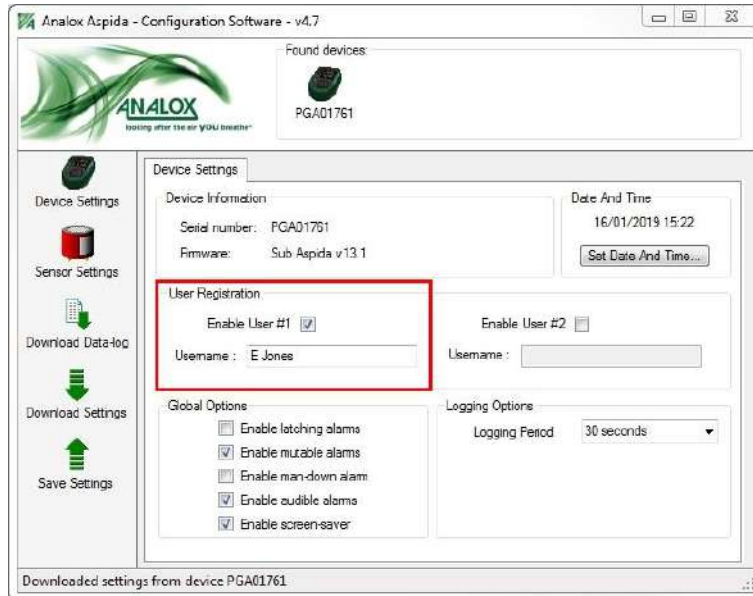 Analox Aspida - Configuration Software - v4.7
Found devices:
PGA01761
ANALOX
looking after the air YOU breathe
Device Settings
Sensor Settings
Download Data-log
Download Settings
Save Settings
Device Settings
Device Information
Serial number: PGA01761
Firmware: Sub Aspida v13.1
Date And Time
16/01/2019 15:22
Set Date And Time...
User Registration
Enable User #1
Username : E Jones
Enable User #2
Username :
Global Options
Enable latching alarms
Enable mutable alarms
Enable man-down alarm
Enable audible alarms
Enable screen-saver
Logging Options
Logging Period 30 seconds
Downloaded settings from device PGA01761